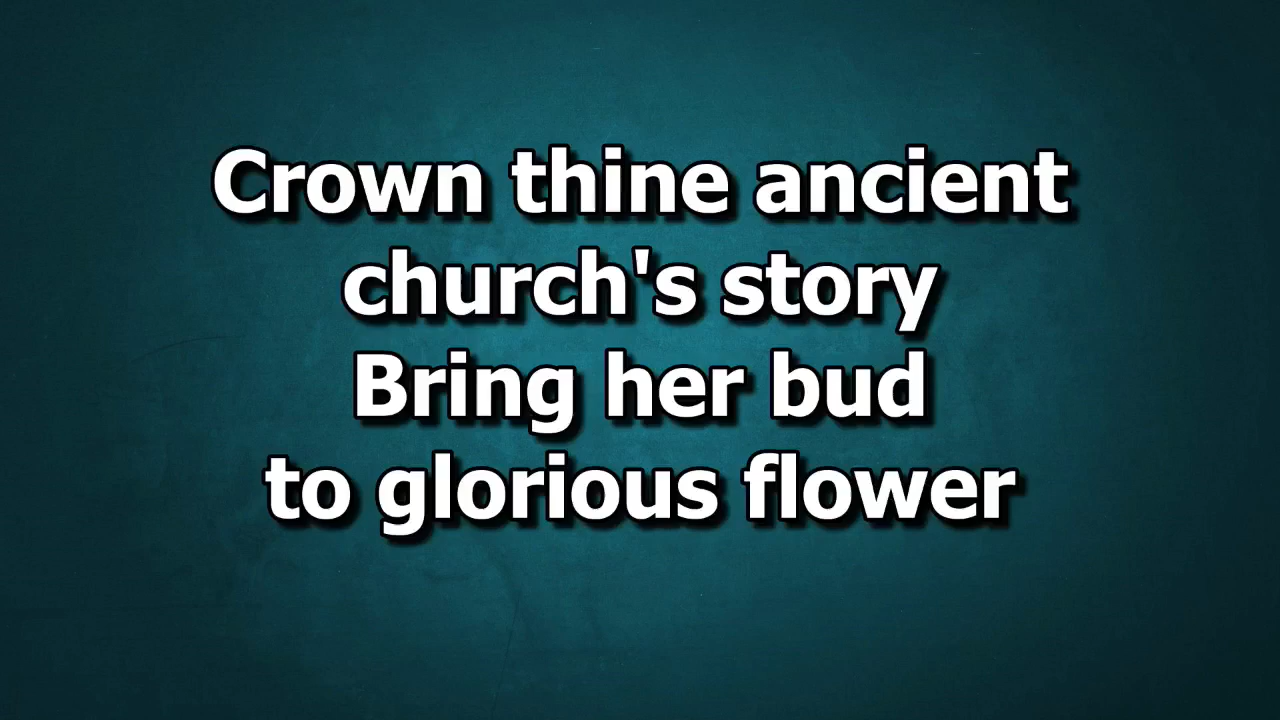 Crown thine ancient
church's story
Bring her bud
to glorious flower